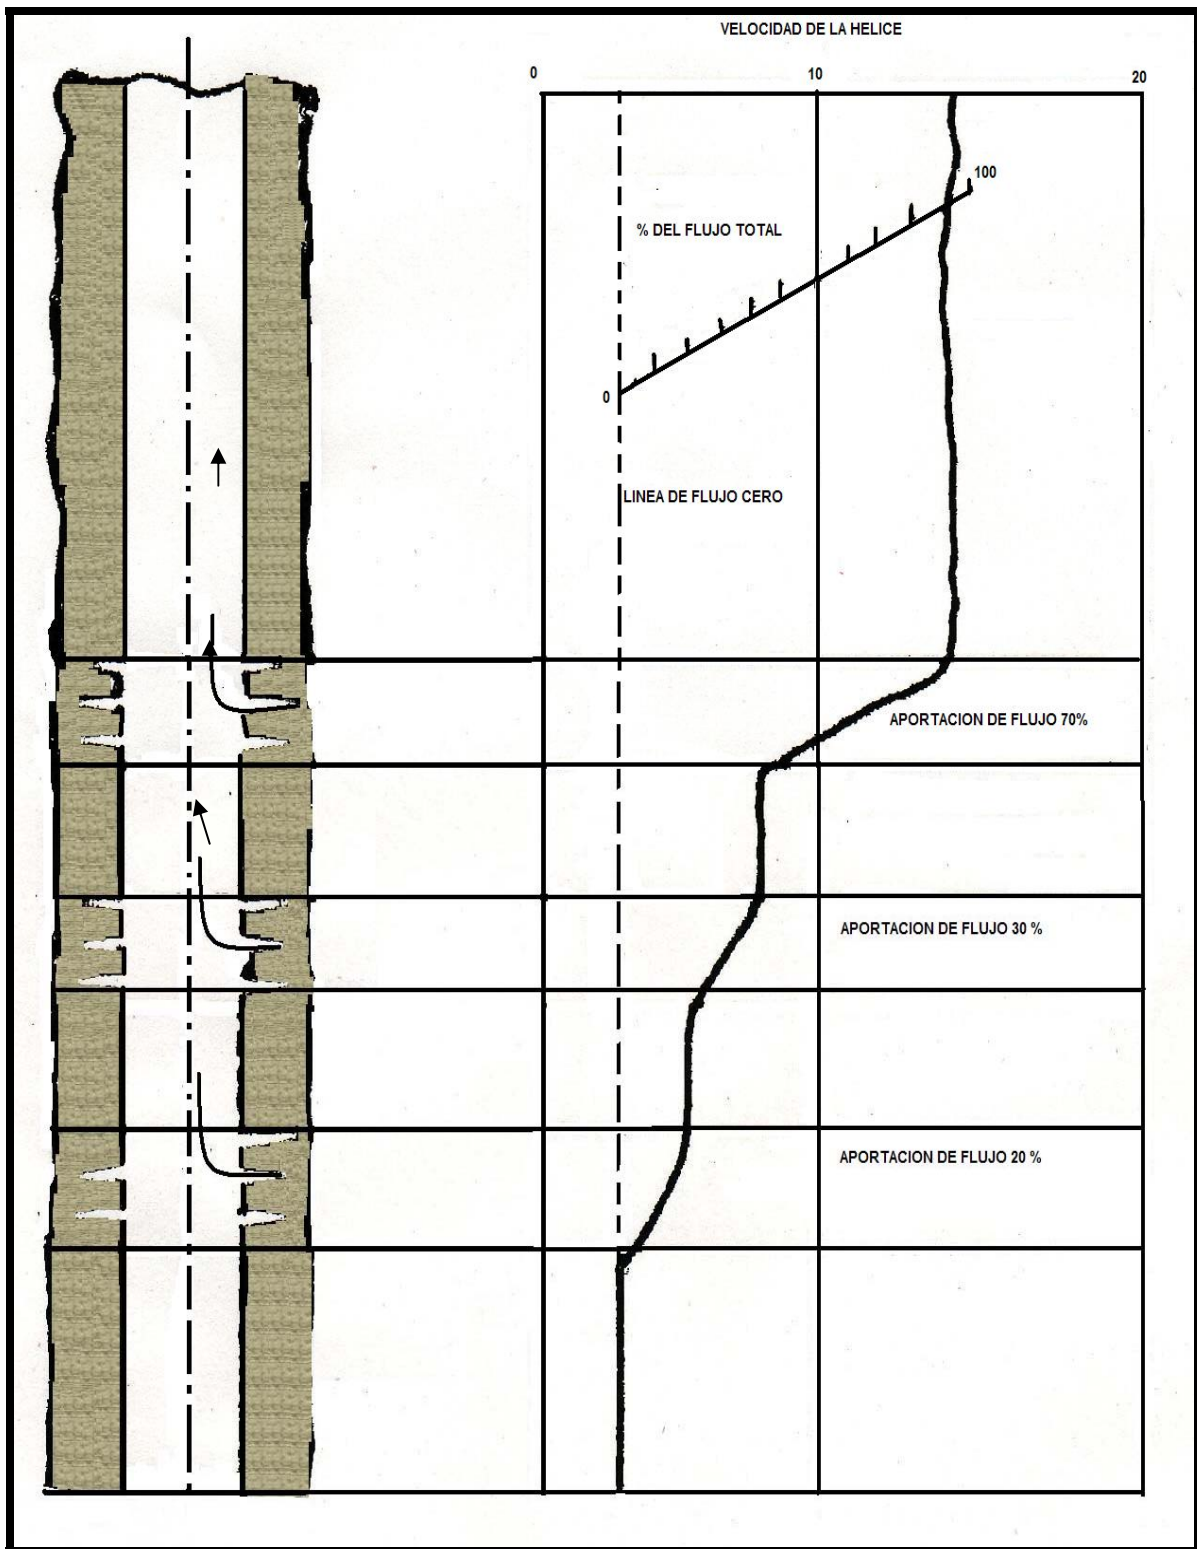 VELOCIDAD DE LA HELICE
0 10 20
100
% DEL FLUJO TOTAL
0
LINEA DE FLUJO CERO
APORTACION DE FLUJO 70%
APORTACION DE FLUJO 30 %
APORTACION DE FLUJO 20 %